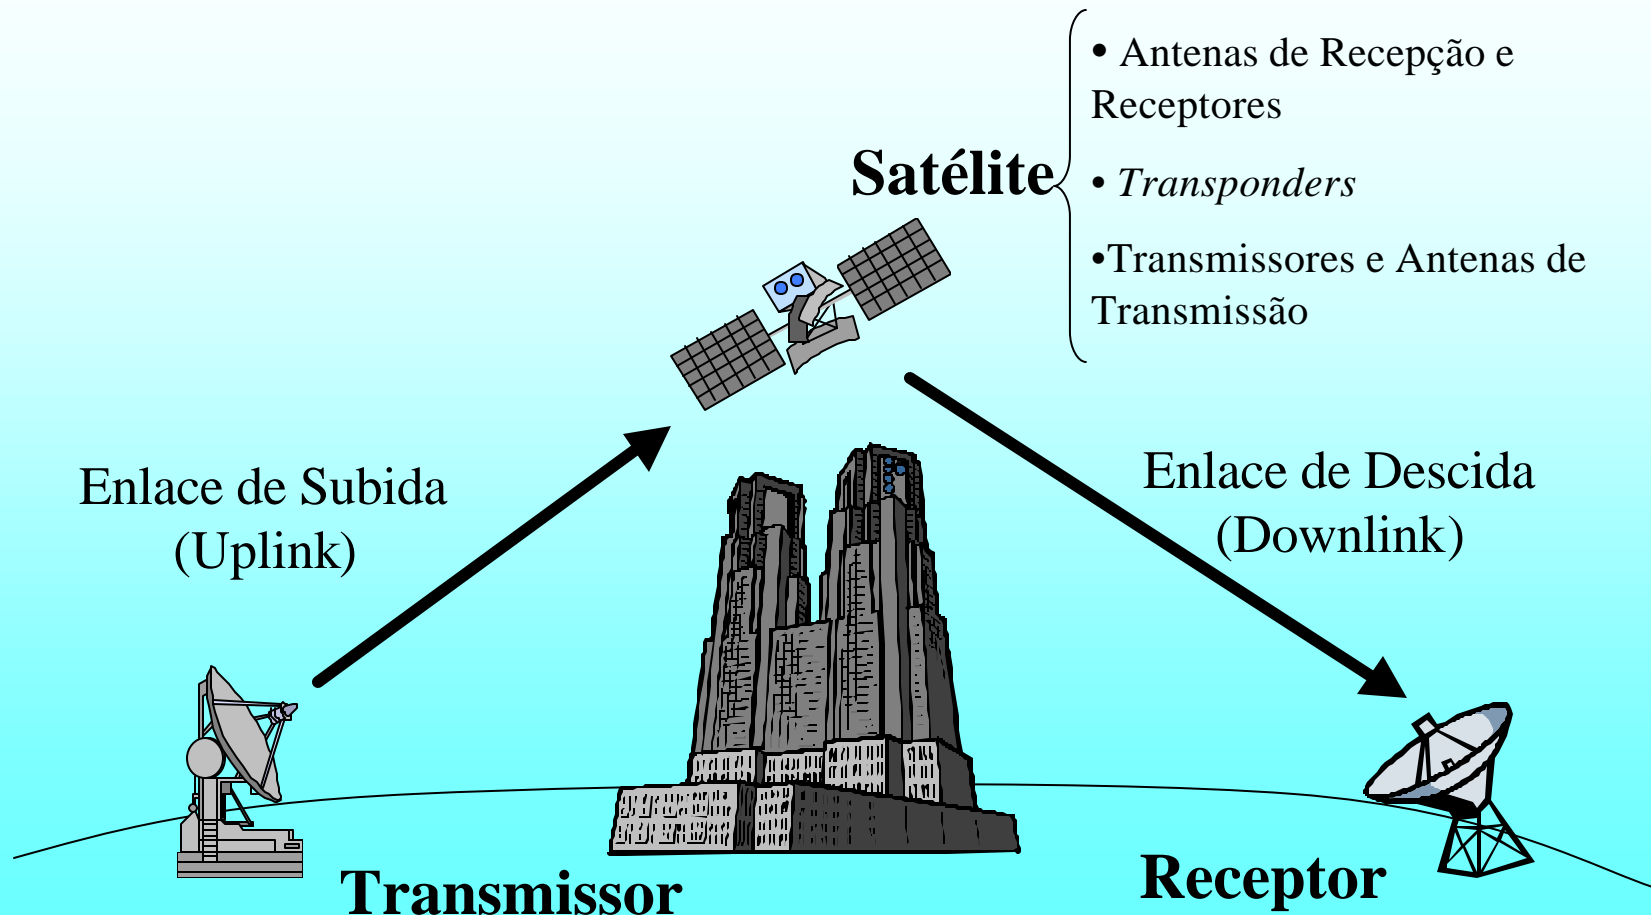 Satélite
• Antenas de Recepção e
Receptores
• Transponders
•Transmissores e Antenas de
Transmissão
Enlace de Subida
(Uplink)
Enlace de Descida
(Downlink)
Transmissor
Receptor